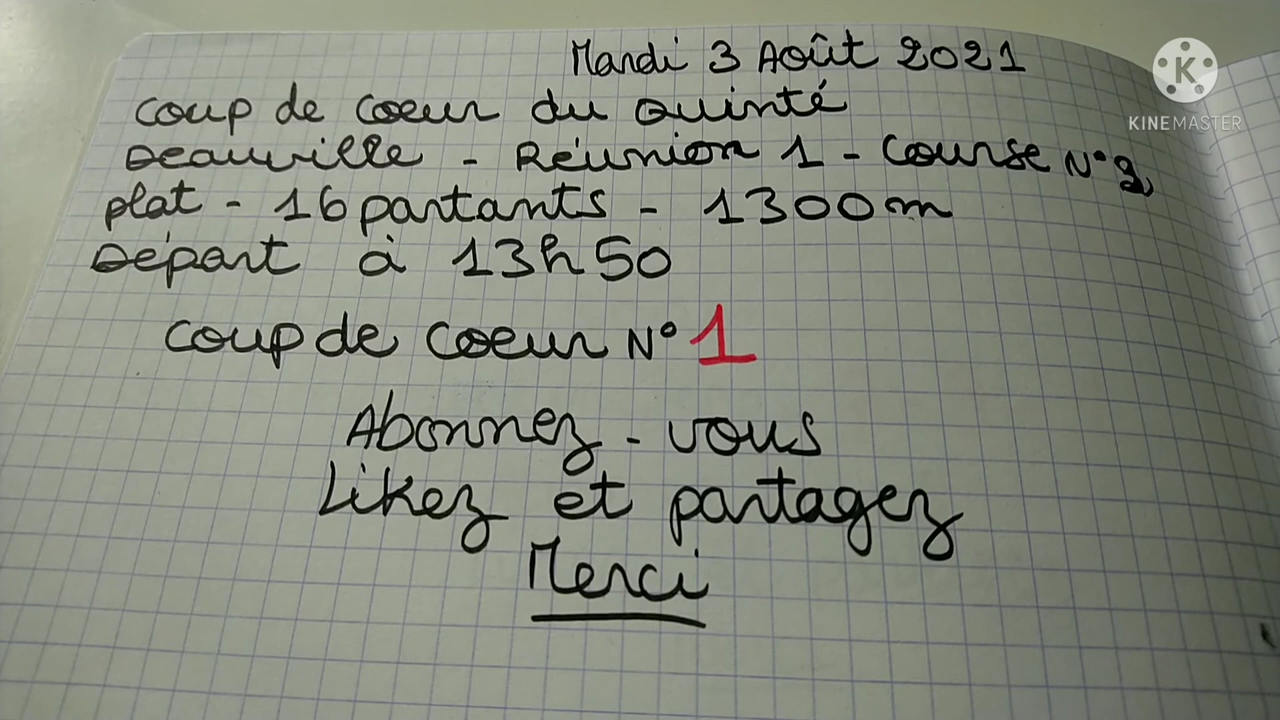 Mardi 3 Août 2021
Coup de coeur du Quinté
Deauville - Réunion 1 - Course N° 2,
plat - 16 partants - 1300m
Départ à 13h50
Coup de coeur N° 1
Abonnez-vous
Likez et partagez
Merci
K
KINEMASTER